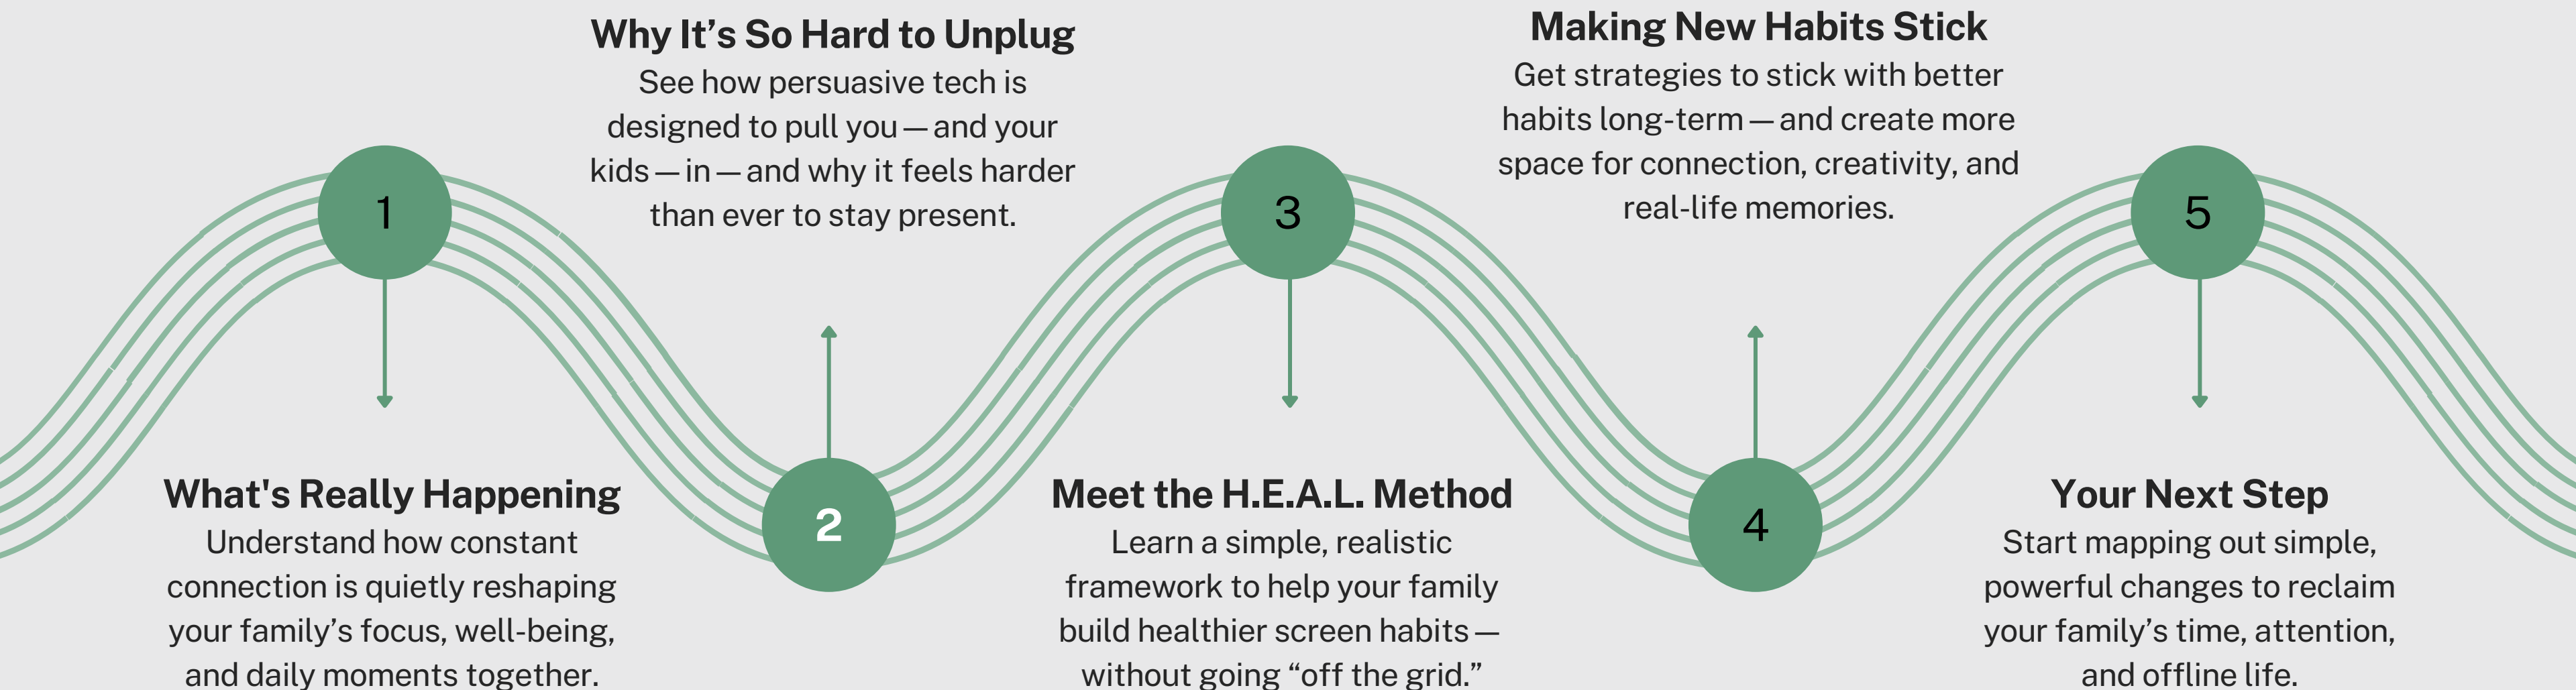 1
What's Really Happening
Understand how constant
connection is quietly reshaping
your family’s focus, well-being,
and daily moments together.
Why It’s So Hard to Unplug
See how persuasive tech is
designed to pull you—and your
kids—in—and why it feels harder
than ever to stay present.
2
3
Meet the H.E.A.L. Method
Learn a simple, realistic
framework to help your family
build healthier screen habits—
without going “off the grid.”
Making New Habits Stick
Get strategies to stick with better
habits long-term—and create more
space for connection, creativity, and
real-life memories.
4
5
Your Next Step
Start mapping out simple,
powerful changes to reclaim
your family’s time, attention,
and offline life.